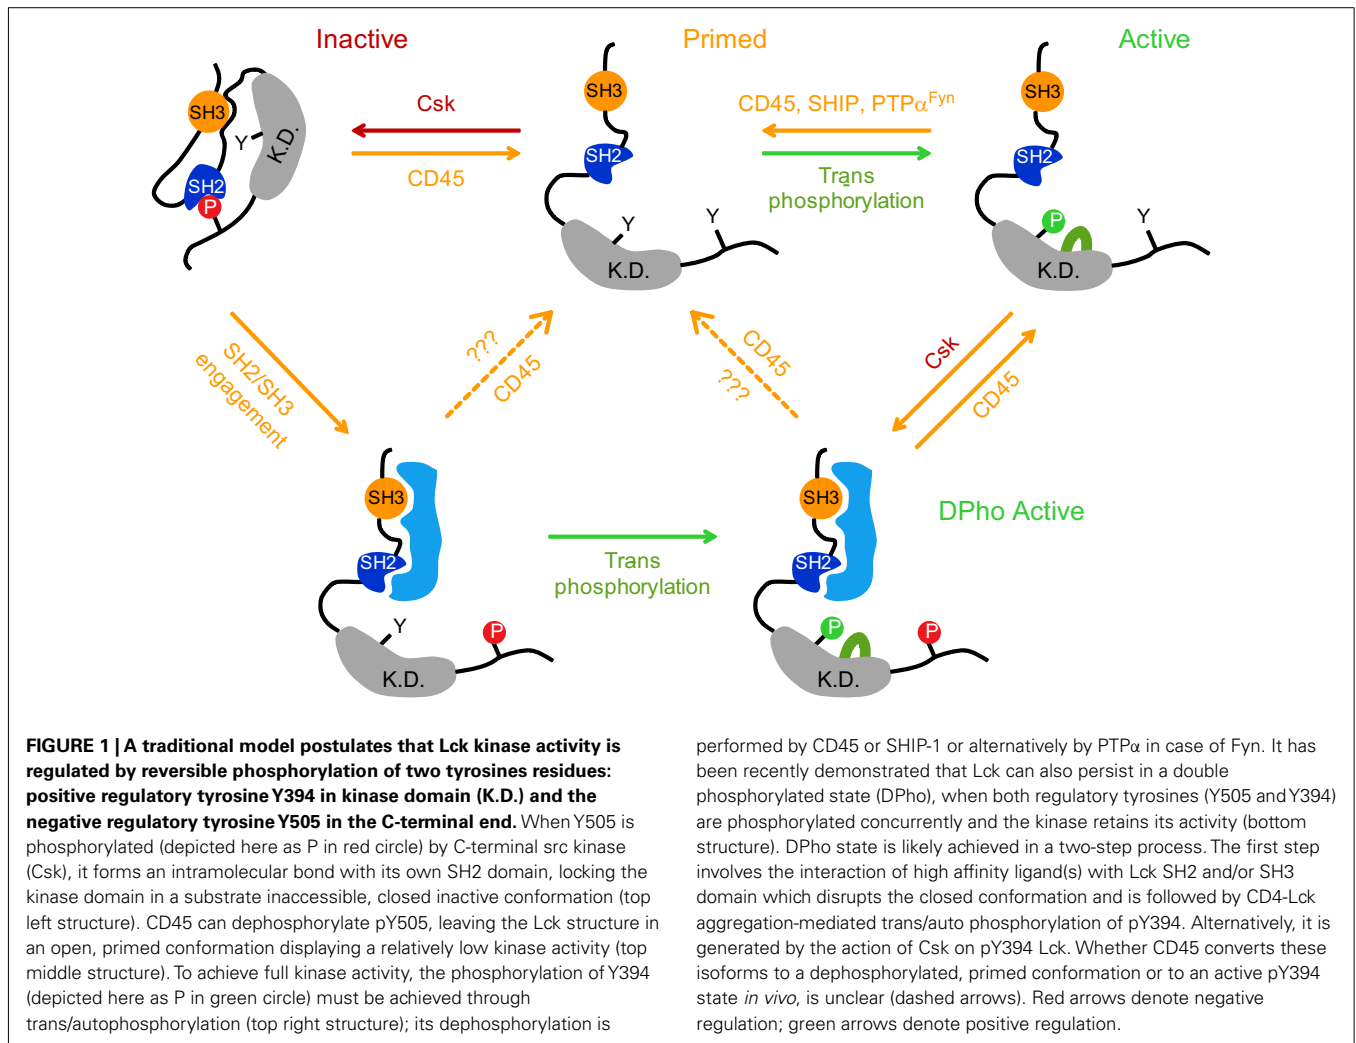 Inactive
Primed
Active
SH3
Y
K.D.
SH2
P
Csk
CD45
SH3
SH2
Y
Y
K.D.
CD45, SHIP, PTPα^Fyn
Trans
phosphorylation
SH3
SH2
P
Y
K.D.
SH2/SH3
engagement
???
CD45
CD45
???
Csk
CD45
SH3
SH2
Y
P
K.D.
Trans
phosphorylation
SH3
SH2
P
P
K.D.
DPho Active
FIGURE 1 | A traditional model postulates that Lck kinase activity is
regulated by reversible phosphorylation of two tyrosines residues:
positive regulatory tyrosine Y394 in kinase domain (K.D.) and the
negative regulatory tyrosine Y505 in the C-terminal end. When Y505 is
phosphorylated (depicted here as P in red circle) by C-terminal src kinase
(Csk), it forms an intramolecular bond with its own SH2 domain, locking the
kinase domain in a substrate inaccessible, closed inactive conformation (top
left structure). CD45 can dephosphorylate pY505, leaving the Lck structure in
an open, primed conformation displaying a relatively low kinase activity (top
middle structure). To achieve full kinase activity, the phosphorylation of Y394
(depicted here as P in green circle) must be achieved through
trans/autophosphorylation (top right structure); its dephosphorylation is
performed by CD45 or SHIP-1 or alternatively by PTPα in case of Fyn. It has
been recently demonstrated that Lck can also persist in a double
phosphorylated state (DPho), when both regulatory tyrosines (Y505 and Y394)
are phosphorylated concurrently and the kinase retains its activity (bottom
structure). DPho state is likely achieved in a two-step process. The first step
involves the interaction of high affinity ligand(s) with Lck SH2 and/or SH3
domain which disrupts the closed conformation and is followed by CD4-Lck
aggregation-mediated trans/auto phosphorylation of pY394. Alternatively, it is
generated by the action of Csk on pY394 Lck. Whether CD45 converts these
isoforms to a dephosphorylated, primed conformation or to an active pY394
state in vivo, is unclear (dashed arrows). Red arrows denote negative
regulation; green arrows denote positive regulation.